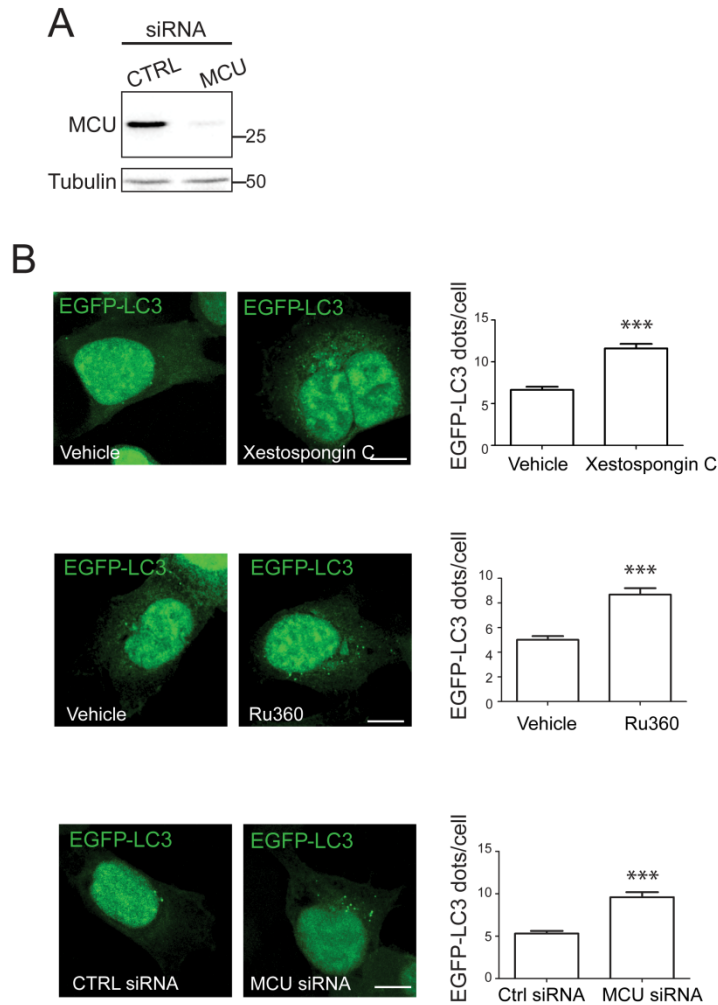 A
siRNA
CTRL MCU
MCU
25
Tubulin
50
B
EGFP-LC3
Vehicle
EGFP-LC3
Xestospongin C
EGFP-LC3 dots/cell
15
10
5
0
***
Vehicle Xestospongin C
EGFP-LC3
Vehicle
EGFP-LC3
Ru360
EGFP-LC3 dots/cell
10
8
6
4
2
0
***
Vehicle Ru360
EGFP-LC3
CTRL siRNA
EGFP-LC3
MCU siRNA
EGFP-LC3 dots/cell
15
10
5
0
***
Ctrl siRNA MCU siRNA